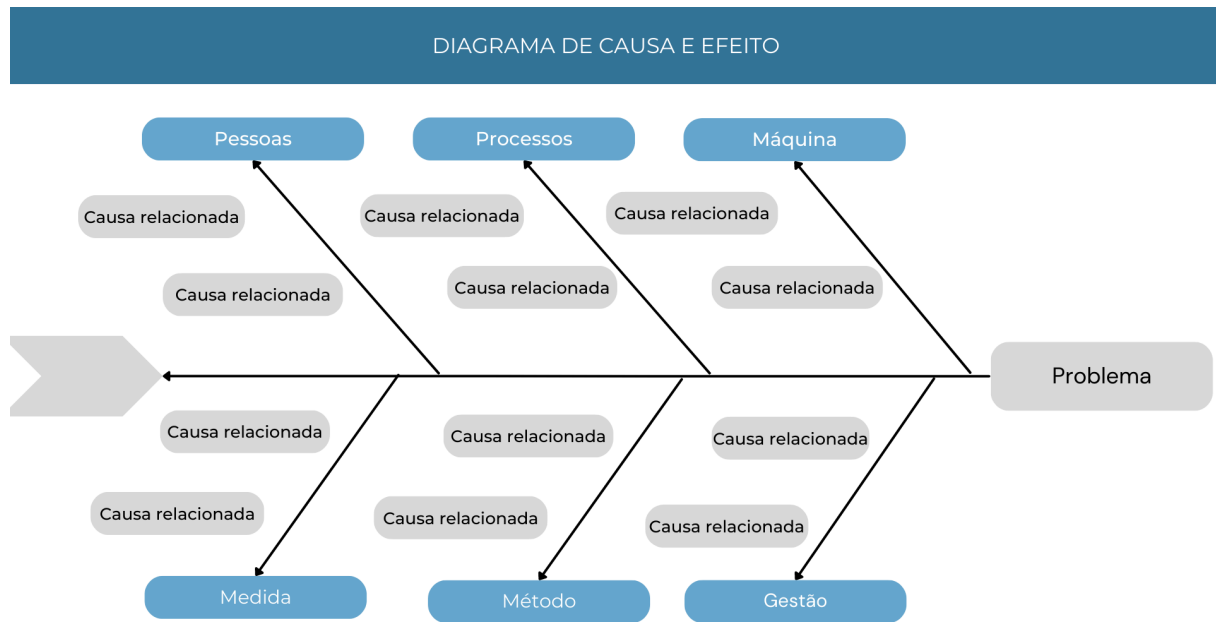 DIAGRAMA DE CAUSA E EFEITO
Pessoas
Processos
Máquina
Causa relacionada
Causa relacionada
Causa relacionada
Causa relacionada
Causa relacionada
Causa relacionada
Problema
Causa relacionada
Causa relacionada
Causa relacionada
Causa relacionada
Causa relacionada
Causa relacionada
Medida
Método
Gestão